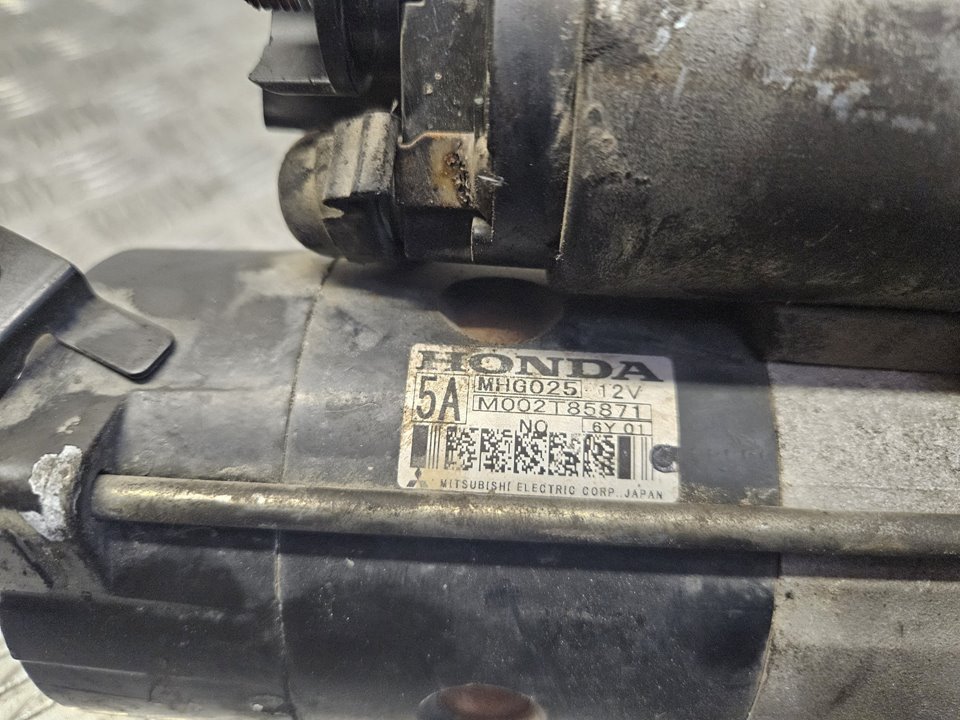 HONDA
5A MHG025 12V
M002T85871
NO 6Y 01
MITSUBISHI ELECTRIC CORP., JAPAN